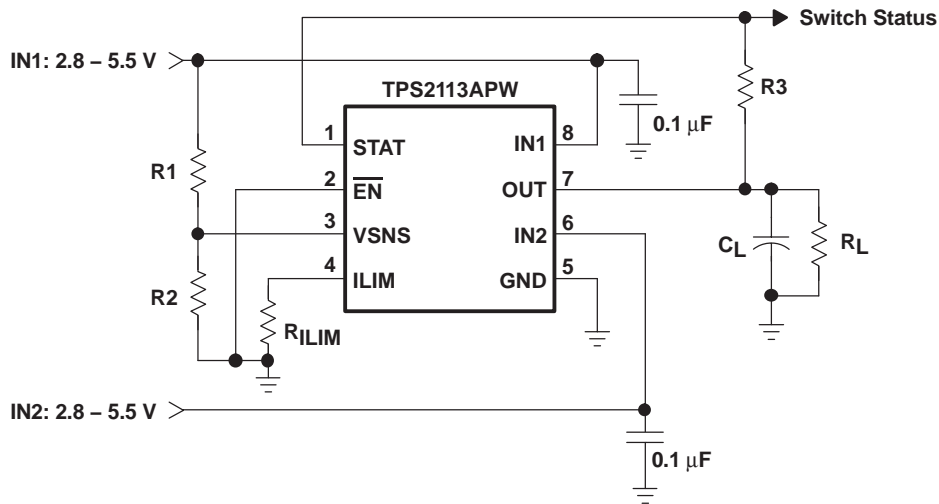 Switch Status
IN1: 2.8 – 5.5 V
R3
TPS2113APW
0.1 µF
1
STAT
IN1
8
R1
2
EN
OUT
7
3
VSNS
IN2
6
CL
RL
4
ILIM
GND
5
R2
RILIM
IN2: 2.8 – 5.5 V
0.1 µF